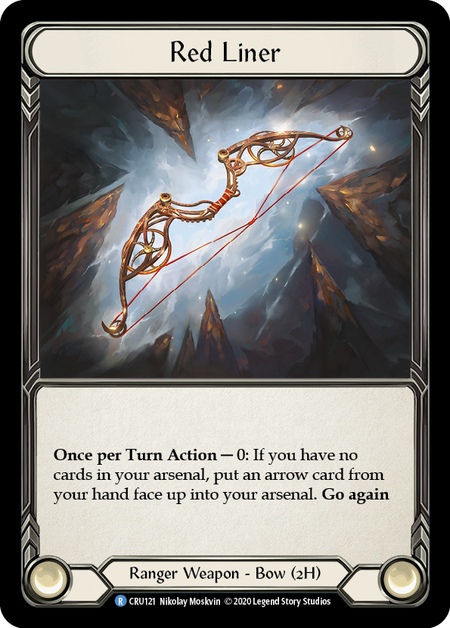 Red Liner
Once per Turn Action — 0: If you have no
cards in your arsenal, put an arrow card from
your hand face up into your arsenal. Go again
Ranger Weapon - Bow (2H)
R CRU121 Nikolay Moskvin © 2020 Legend Story Studios